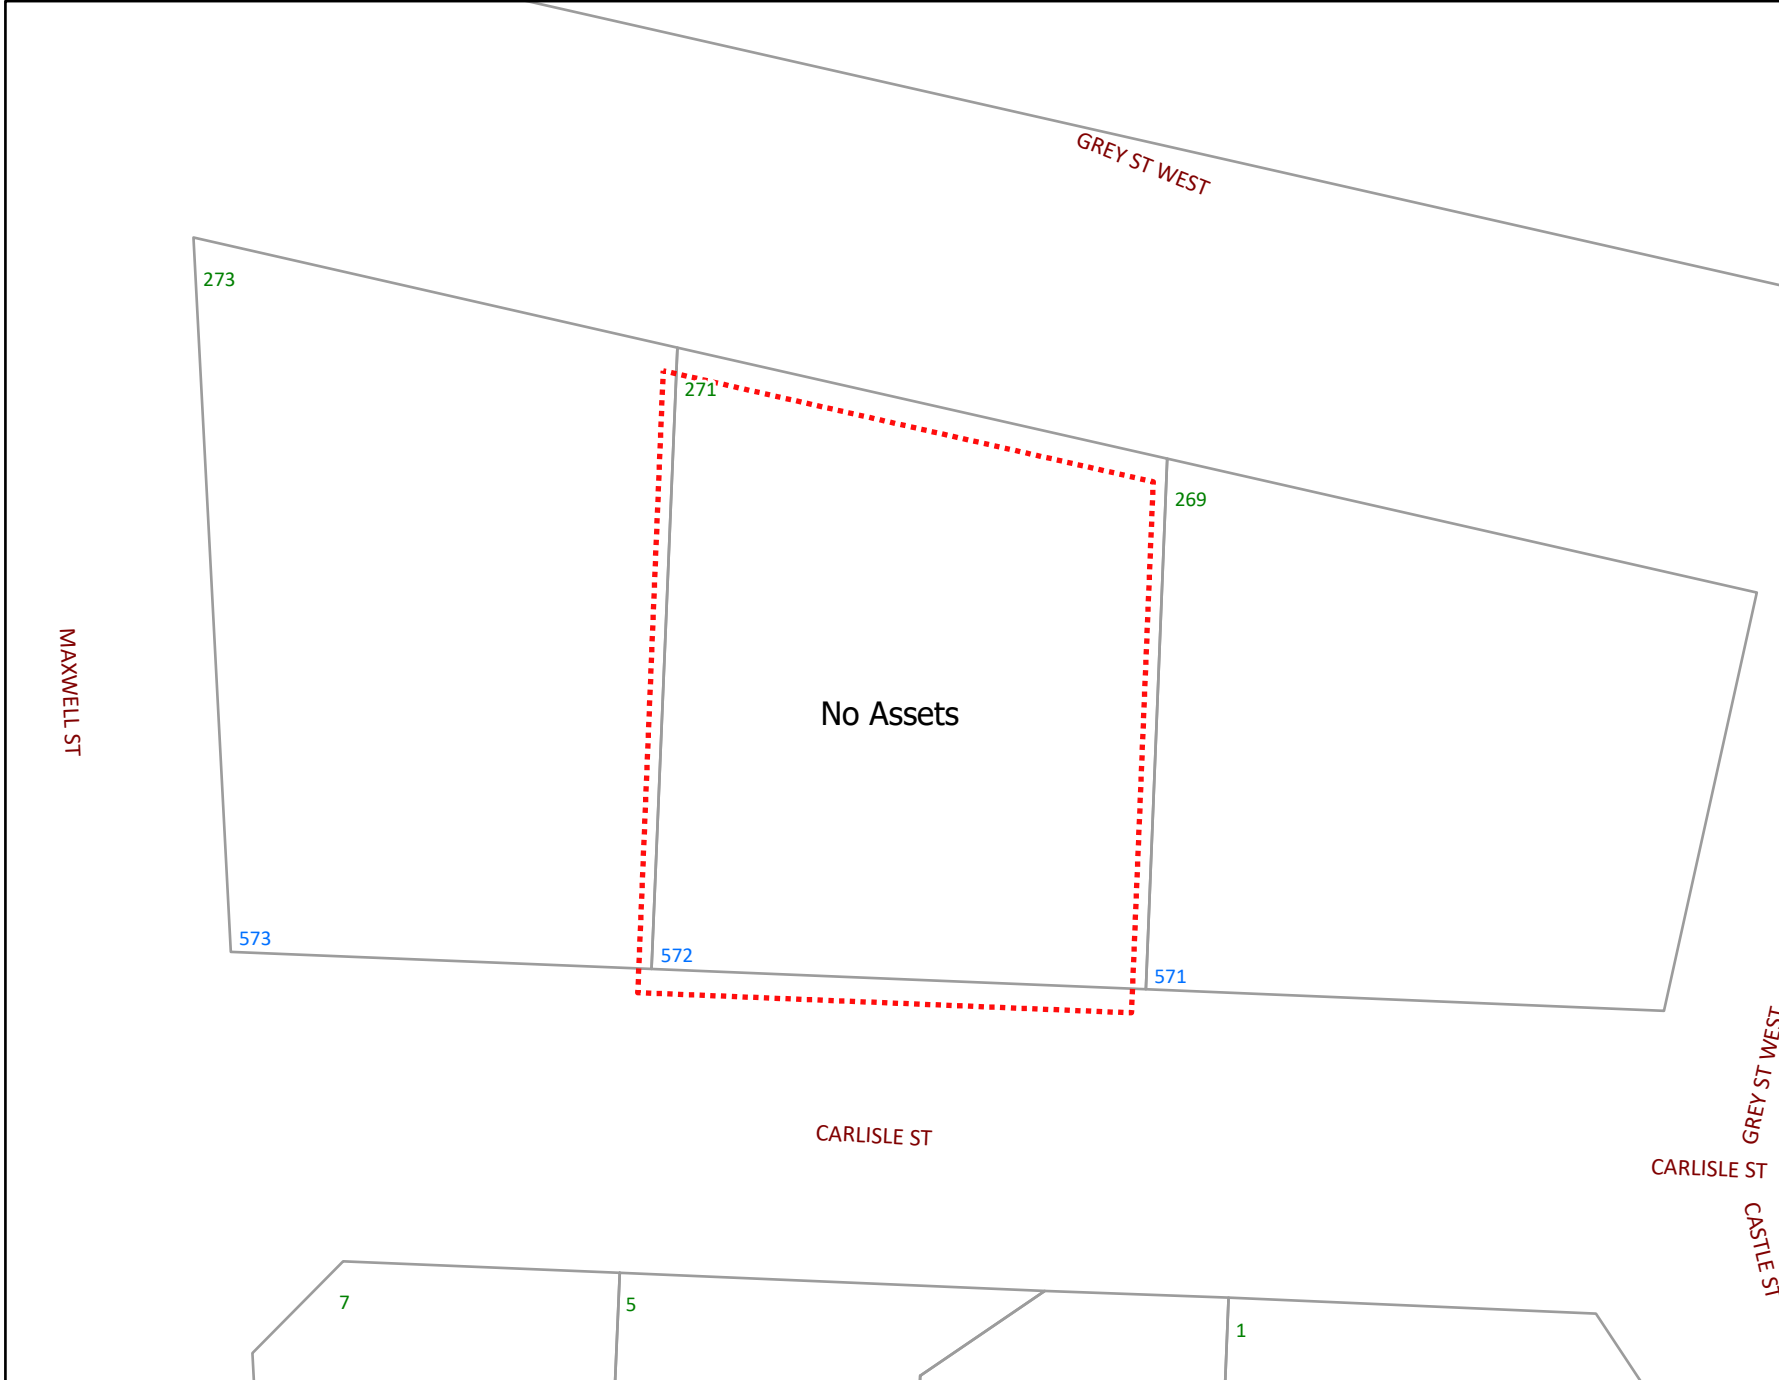 GREY ST WEST
273
271
269
MAXWELL ST
No Assets
573
572
571
CARLISLE ST
GREY ST WEST
CARLISLE ST
CASTLE ST
7
5
1